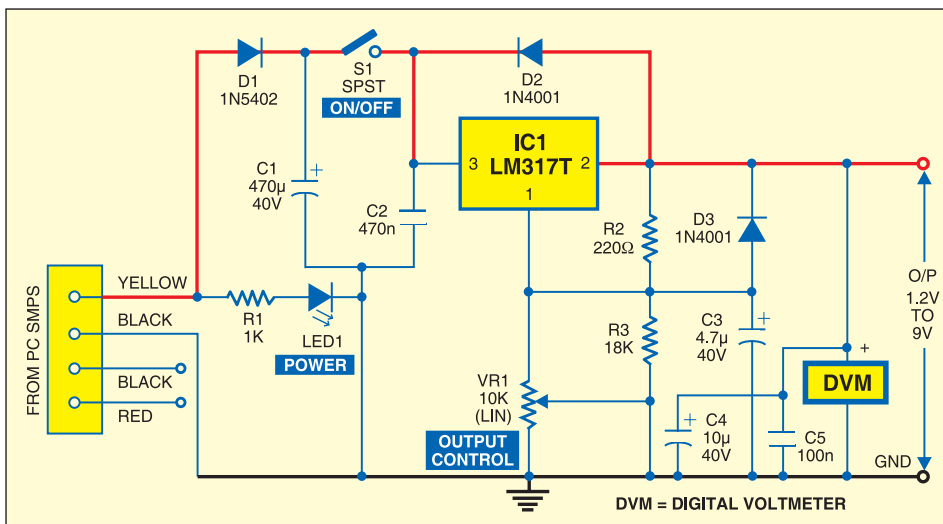 D1
1N5402
S1
SPST
ON/OFF
D2
1N4001
IC1
LM317T
3
2
1
C1
470µ
40V
+
C2
470n
R2
220Ω
D3
1N4001
O/P
1.2V
TO
9V
FROM PC SMPS
YELLOW
BLACK
BLACK
RED
R1
1K
LED1
POWER
VR1
10K
(LIN)
OUTPUT
CONTROL
R3
18K
C3
4.7µ
40V
+
+
DVM
+
C4
10µ
40V
C5
100n
GND
DVM = DIGITAL VOLTMETER